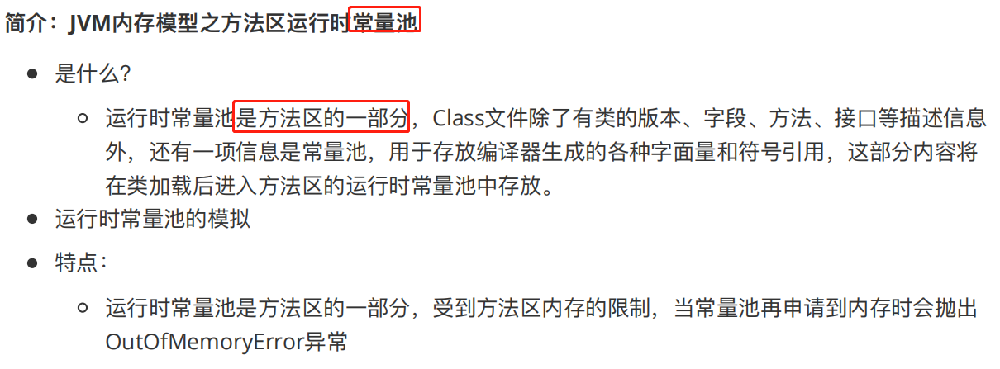 简介：JVM内存模型之方法区运行时常量池
是什么?
运行时常量池是方法区的一部分，Class文件除了有类的版本、字段、方法、接口等描述信息
外，还有一项信息是常量池，用于存放编译器生成的各种字面量和符号引用，这部分内容将
在类加载后进入方法区的运行时常量池中存放。
运行时常量池的模拟
特点：
运行时常量池是方法区的一部分，受到方法区内存的限制，当常量池再申请到内存时会抛出
OutOfMemoryError异常